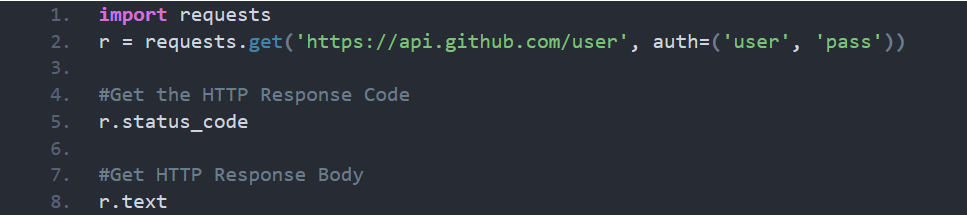 1. import requests
2. r = requests.get('https://api.github.com/user', auth=('user', 'pass'))
3.
4. #Get the HTTP Response Code
5. r.status_code
6.
7. #Get HTTP Response Body
8. r.text